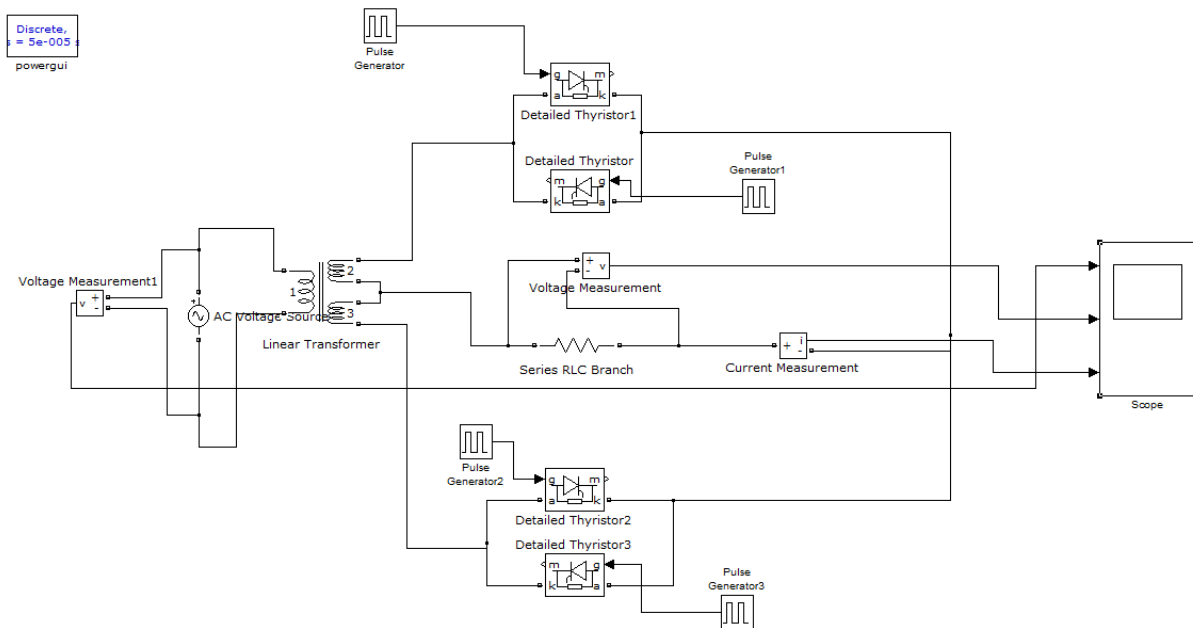 Discrete,
s = 5e-005 s
powergui
Pulse
Generator
g
m
a
k
Detailed Thyristor1
Detailed Thyristor
m
g
k
a
Pulse
Generator1
Voltage Measurement1
v
+
-
+
AC Voltage Source
1
2
3
Linear Transformer
+
-
v
Voltage Measurement
Series RLC Branch
+
i
-
Current Measurement
Scope
Pulse
Generator2
g
m
a
k
Detailed Thyristor2
Detailed Thyristor3
m
g
k
a
Pulse
Generator3